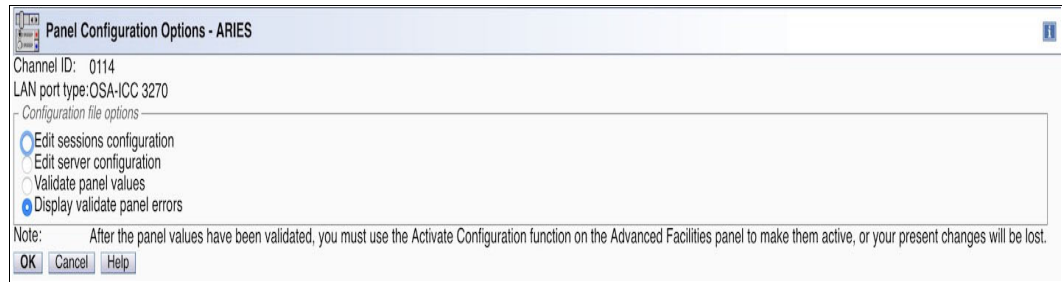 Panel Configuration Options - ARIES
i
Channel ID: 0114
LAN port type:OSA-ICC 3270
Configuration file options
Edit sessions configuration
Edit server configuration
Validate panel values
Display validate panel errors
Note: After the panel values have been validated, you must use the Activate Configuration function on the Advanced Facilities panel to make them active, or your present changes will be lost.
OK Cancel Help